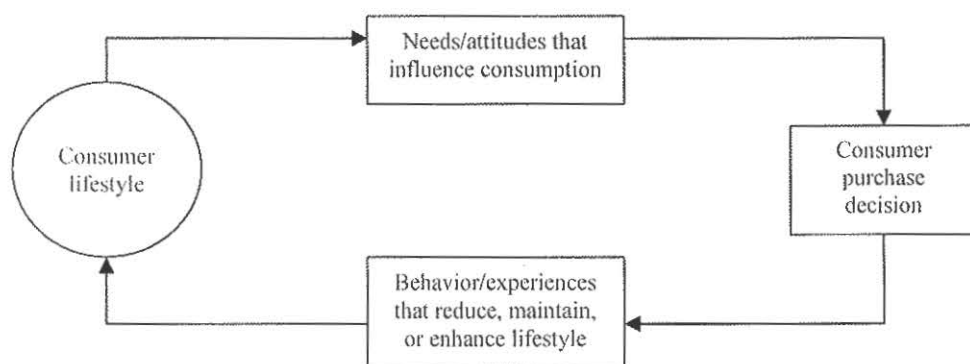 Needs/attitudes that
influence consumption
Consumer
lifestyle
Consumer
purchase
decision
Behavior/experiences
that reduce, maintain,
or enhance lifestyle